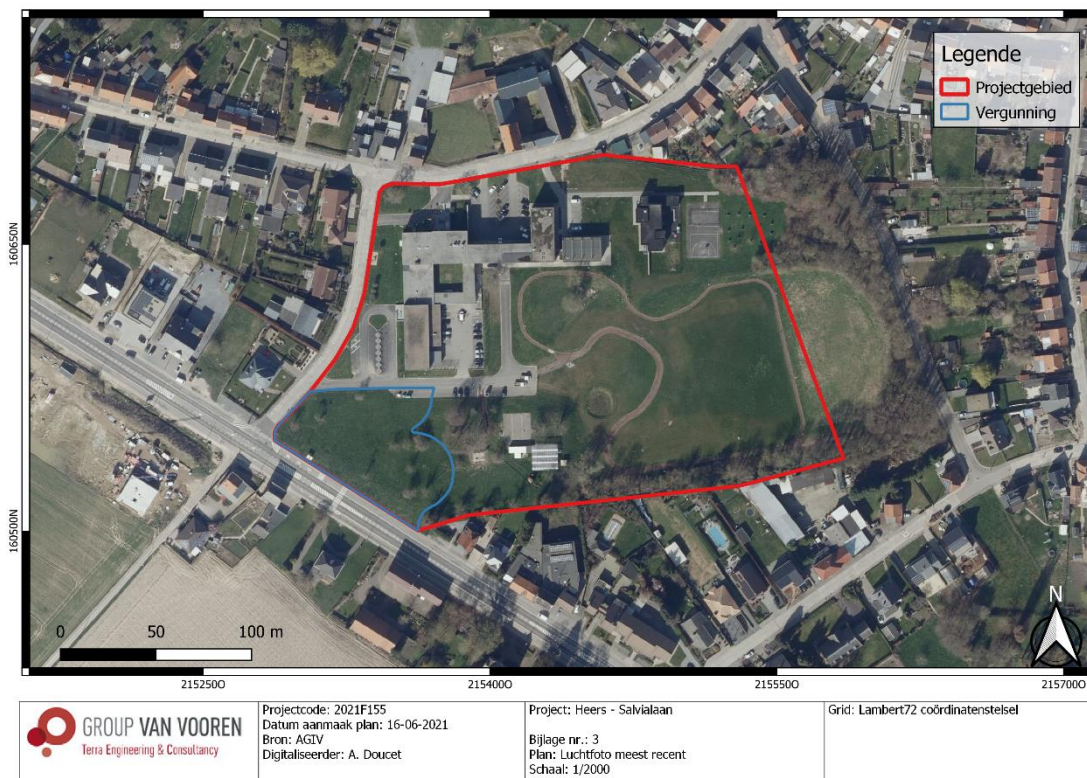 Legende
Projectgebied
Vergunning
160650
160500
0 50 100 m
N
215250O
215400O
215550O
215700O
GROUP VAN VOOREN
Terra Engineering & Consultancy
Projectcode: 2021F155
Datum aanmaak plan: 16-06-2021
Bron: AGIV
Digitaliseerder: A. Doucet
Project: Heers - Salvialaan
Bijlage nr.: 3
Plan: Luchtfoto meest recent
Schaal: 1/2000
Grid: Lambert72 coördinatenstelsel